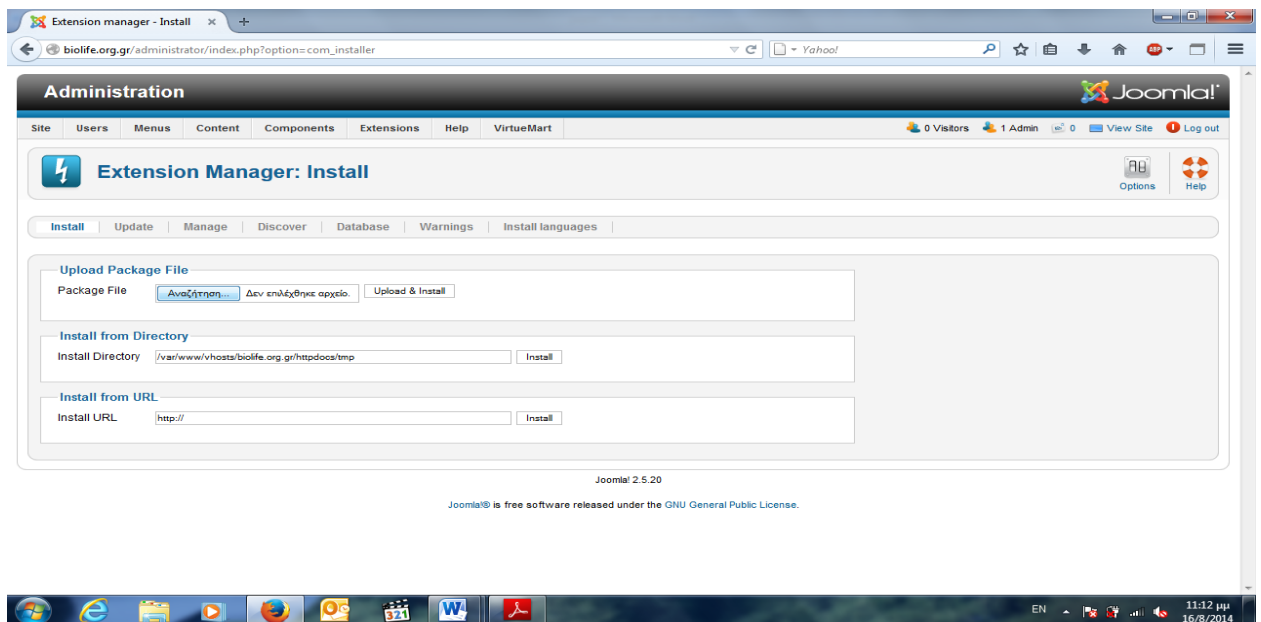 Extension manager - Install
biolife.org.gr/administrator/index.php?option=com_installer
Yahoo!
ABP
Administration
Joomla!
Site Users Menus Content Components Extensions Help VirtueMart
0 Visitors 1 Admin 0 View Site Log out
Extension Manager: Install
Options
Help
Install Update Manage Discover Database Warnings Install languages
Upload Package File
Package File Αναζήτηση... Δεν επιλέχθηκε αρχείο. Upload & Install
Install from Directory
Install Directory /var/www/vhosts/biolife.org.gr/httpdocs/tmp Install
Install from URL
Install URL http:// Install
Joomla! 2.5.20
Joomla!® is free software released under the GNU General Public License.
321
EN
11:12 μμ
16/8/2014